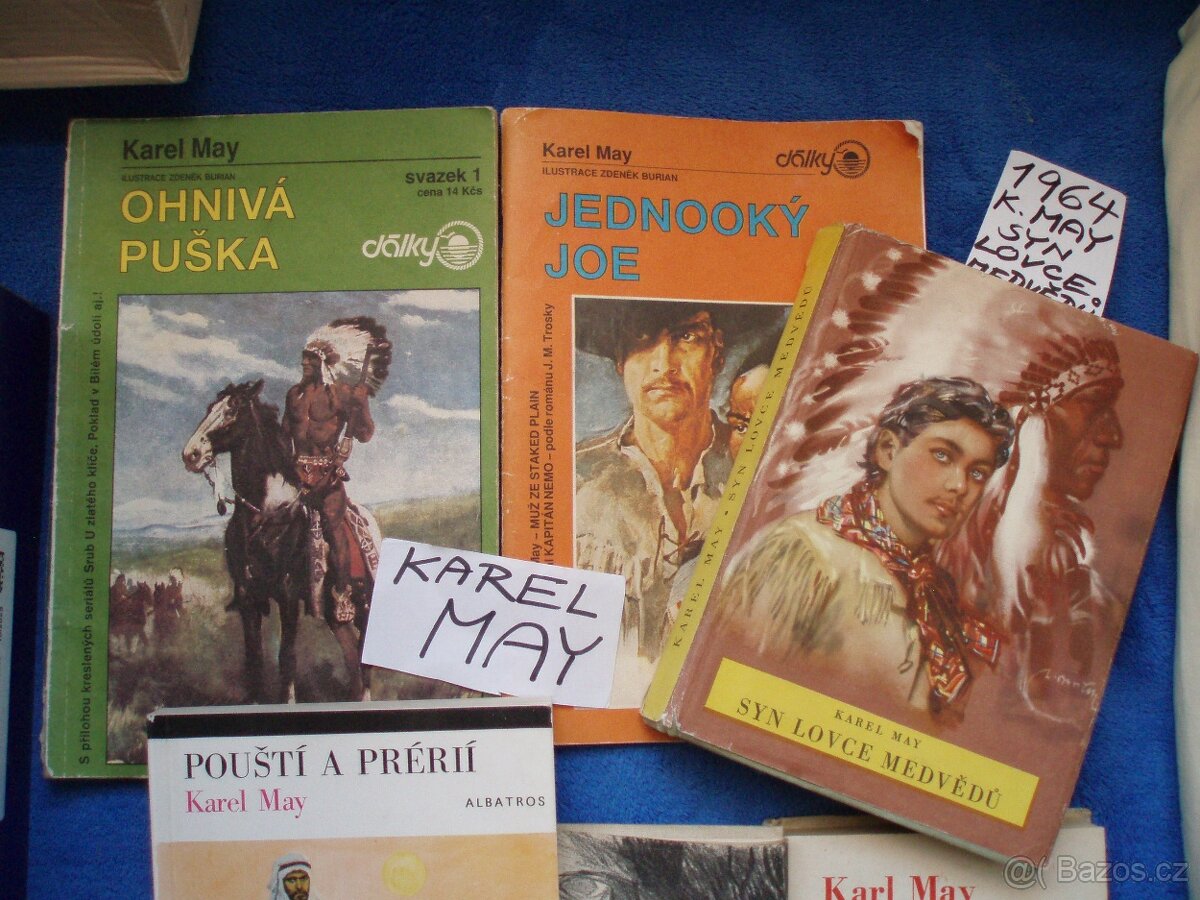 Karel May
ILUSTRACE ZDENĚK BURIAN
svazek 1
cena 14 Kčs
OHNIVÁ
PUŠKA
dálky
S přílohou kreslených seriálů Srub U zlatého klíče. Poklad v Bílém údolí aj.!
Karel May
ILUSTRACE ZDENĚK BURIAN
dálky
JEDNOOKÝ
JOE
May – MUŽ ZE STAKED PLAIN
KAPITÁN NEMO – podle románu J. M. Trosky
1964
K. MAY
SYN
LOVCE
MEDVĚDŮ
KAREL MAY • SYN LOVCE MEDVĚDŮ
KAREL MAY
SYN LOVCE MEDVĚDŮ
KAREL
MAY
POUŠTÍ A PRÉRIÍ
Karel May
ALBATROS
Karl May
Bazos.cz